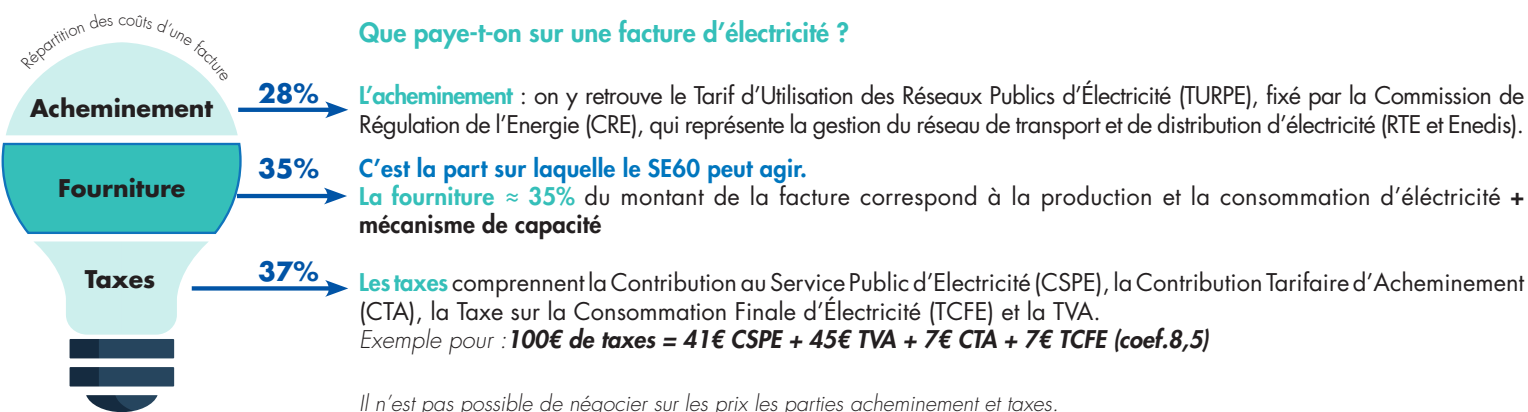 Répartition des coûts d'une facture
Que paye-t-on sur une facture d'électricité ?
Acheminement
28%
L'acheminement : on y retrouve le Tarif d'Utilisation des Réseaux Publics d'Électricité (TURPE), fixé par la Commission de
Régulation de l'Energie (CRE), qui représente la gestion du réseau de transport et de distribution d'électricité (RTE et Enedis).
Fourniture
35%
C'est la part sur laquelle le SE60 peut agir.
La fourniture ≈ 35% du montant de la facture correspond à la production et la consommation d'éléctricité +
mécanisme de capacité
Taxes
37%
Les taxes comprennent la Contribution au Service Public d'Electricité (CSPE), la Contribution Tarifaire d'Acheminement
(CTA), la Taxe sur la Consommation Finale d'Électricité (TCFE) et la TVA.
Exemple pour : 100€ de taxes = 41€ CSPE + 45€ TVA + 7€ CTA + 7€ TCFE (coef.8,5)
Il n'est pas possible de négocier sur les prix les parties acheminement et taxes.